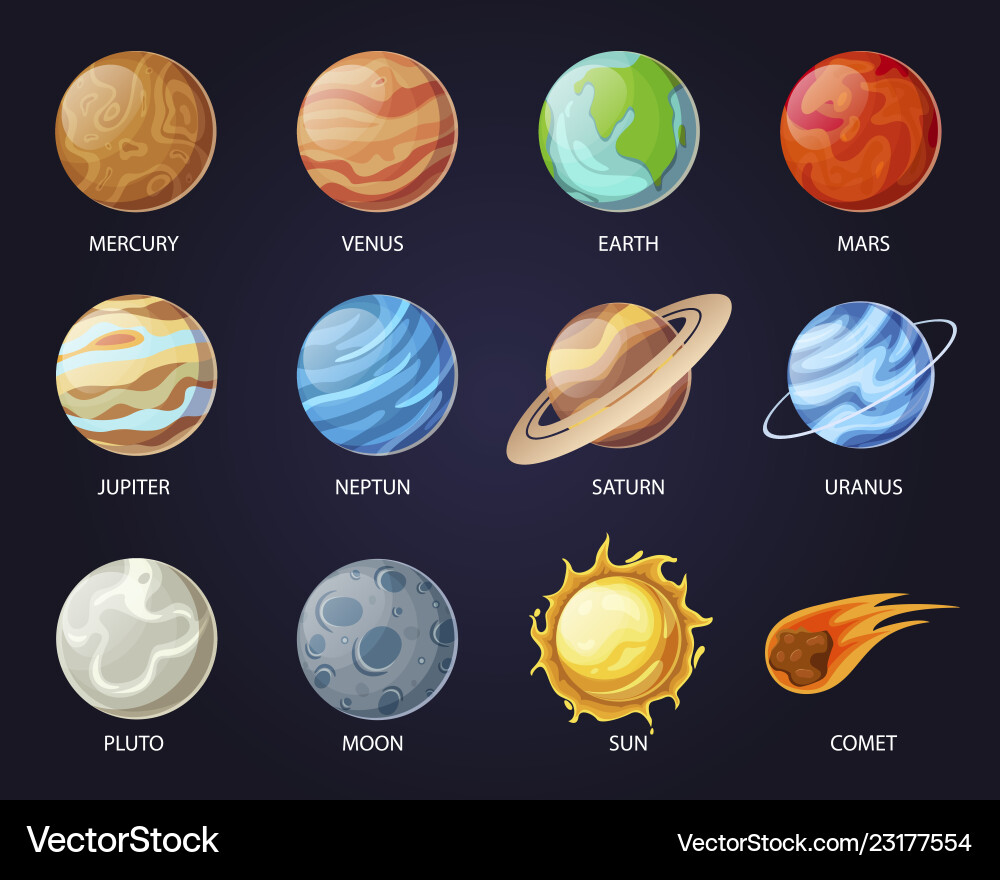 MERCURY
VENUS
EARTH
MARS
JUPITER
NEPTUN
SATURN
URANUS
PLUTO
MOON
SUN
COMET
VectorStock
VectorStock.com/23177554